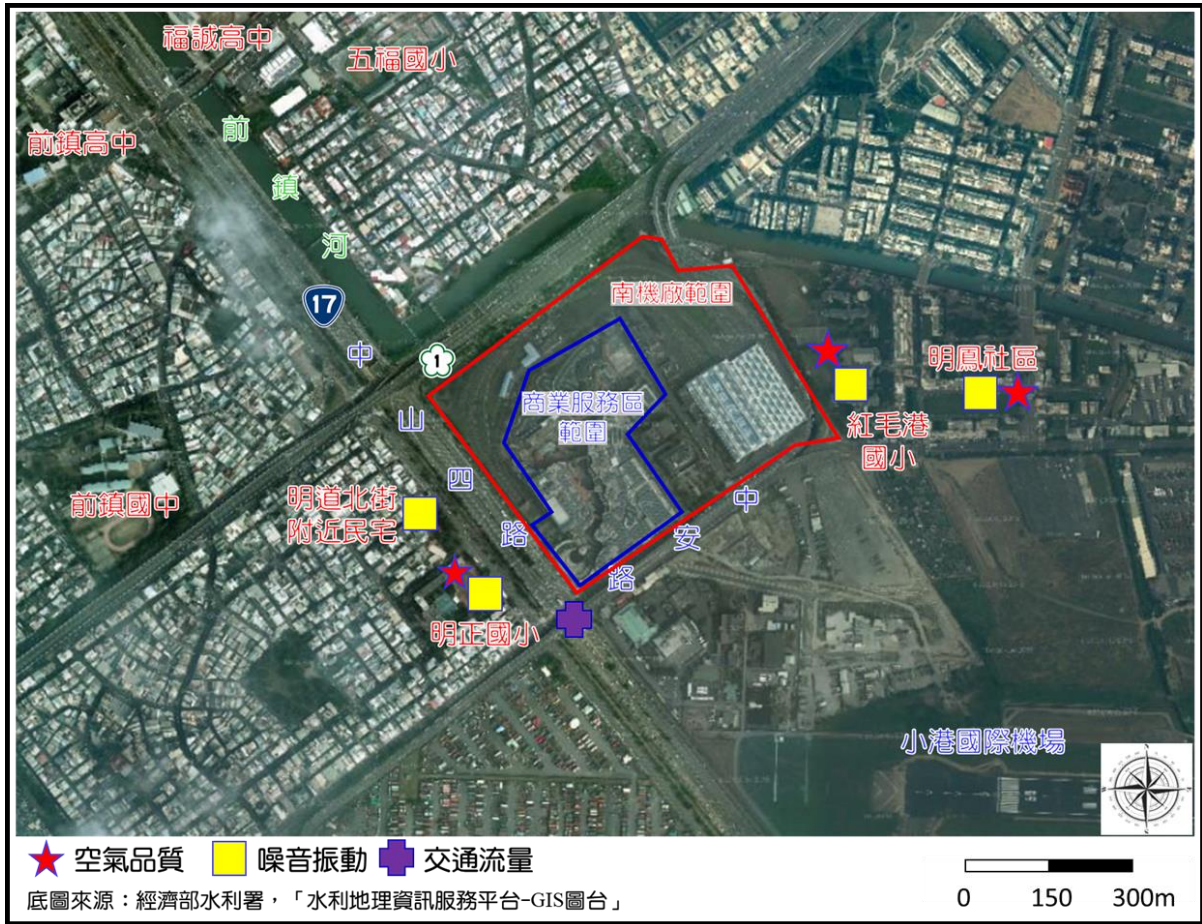 福誠高中
五福國小
前鎮高中
前
鎮
河
17
中
1
山
四
路
南機廠範圍
商業服務區
範圍
明鳳社區
紅毛港
國小
前鎮國中
明道北街
附近民宅
中
安
路
明正國小
小港國際機場
空氣品質
噪音振動
交通流量
底圖來源：經濟部水利署，「水利地理資訊服務平台-GIS圖台」
0
150
300m